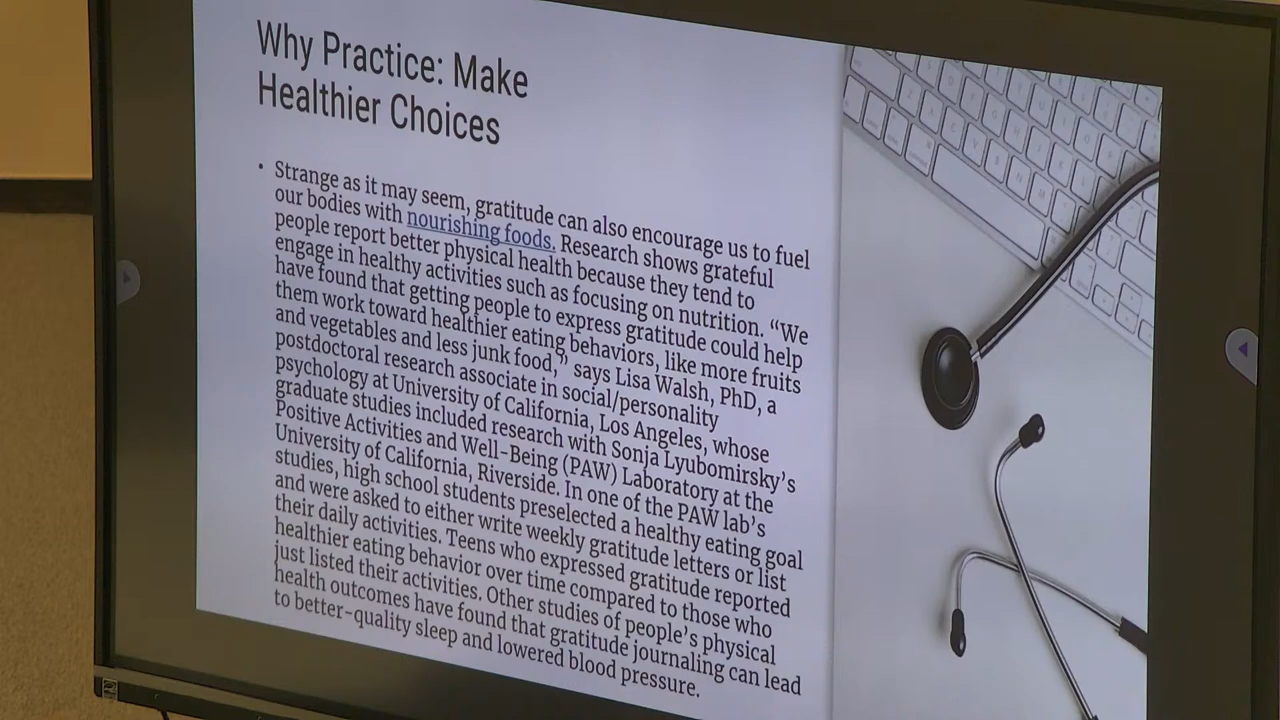 Why Practice: Make
Healthier Choices
• Strange as it may seem, gratitude can also encourage us to fuel
our bodies with nourishing foods. Research shows grateful
people report better physical health because they tend to
engage in healthy activities such as focusing on nutrition. “We
have found that getting people to express gratitude could help
them work toward healthier eating behaviors, like more fruits
and vegetables and less junk food,” says Lisa Walsh, PhD, a
postdoctoral research associate in social/personality
psychology at University of California, Los Angeles, whose
graduate studies included research with Sonja Lyubomirsky’s
Positive Activities and Well-Being (PAW) Laboratory at the
University of California, Riverside. In one of the PAW lab’s
studies, high school students preselected a healthy eating goal
and were asked to either write weekly gratitude letters or list
their daily activities. Teens who expressed gratitude reported
healthier eating behavior over time compared to those who
just listed their activities. Other studies of people’s physical
health outcomes have found that gratitude journaling can lead
to better-quality sleep and lowered blood pressure.